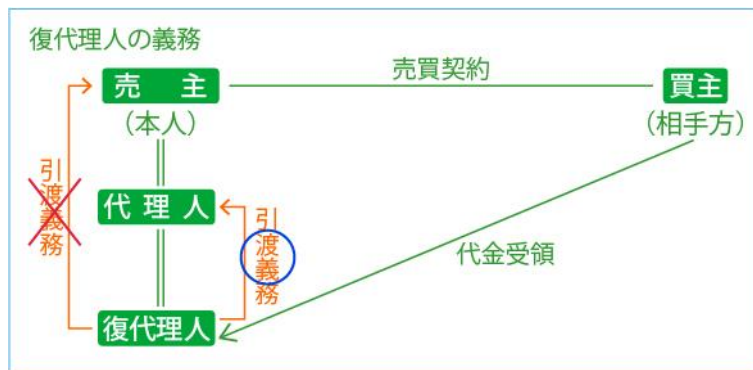 復代理人の義務
売主
売買契約
買主
(本人)
(相手方)
引渡義務
代理人
引渡義務
代金受領
復代理人